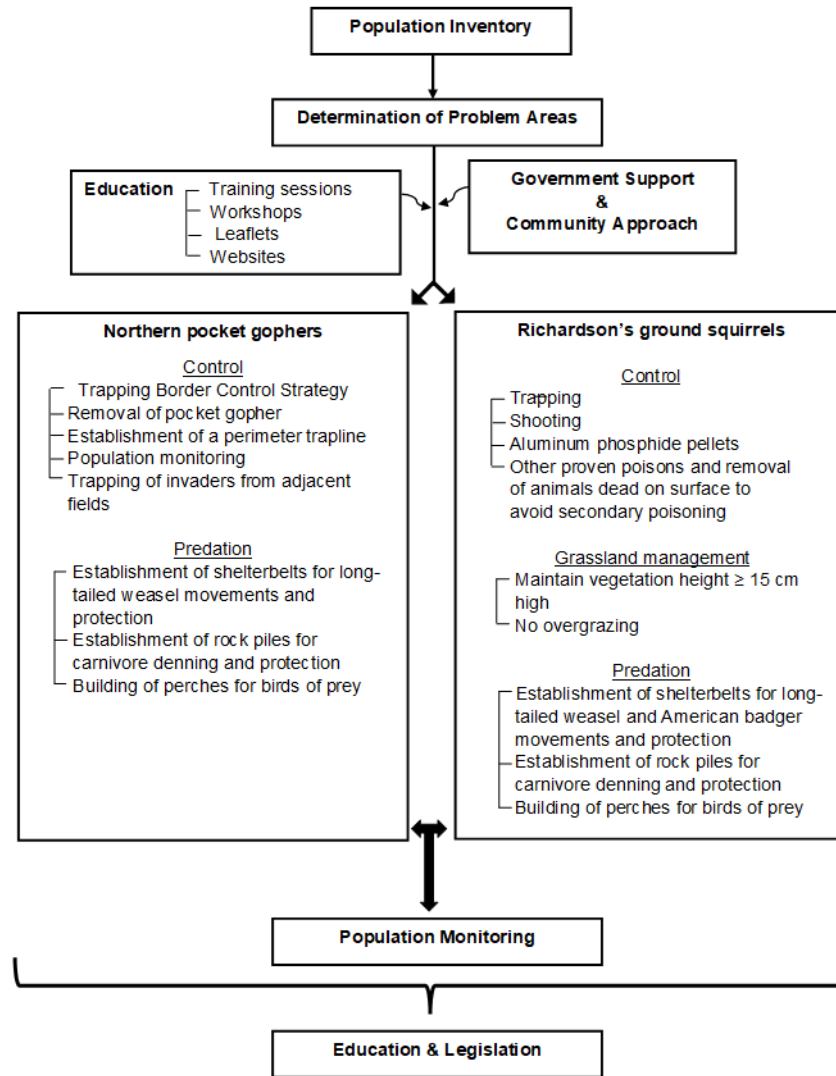 Population Inventory
Determination of Problem Areas
Education
Training sessions
Workshops
Leaflets
Websites
Government Support
&
Community Approach
Northern pocket gophers
Control
Trapping Border Control Strategy
Removal of pocket gopher
Establishment of a perimeter trapline
Population monitoring
Trapping of invaders from adjacent
fields
Predation
Establishment of shelterbelts for long-
tailed weasel movements and
protection
Establishment of rock piles for
carnivore denning and protection
Building of perches for birds of prey
Richardson's ground squirrels
Control
Trapping
Shooting
Aluminum phosphide pellets
Other proven poisons and removal
of animals dead on surface to
avoid secondary poisoning
Grassland management
Maintain vegetation height ≥ 15 cm
high
No overgrazing
Predation
Establishment of shelterbelts for long-
tailed weasel and American badger
movements and protection
Establishment of rock piles for
carnivore denning and protection
Building of perches for birds of prey
Population Monitoring
Education & Legislation